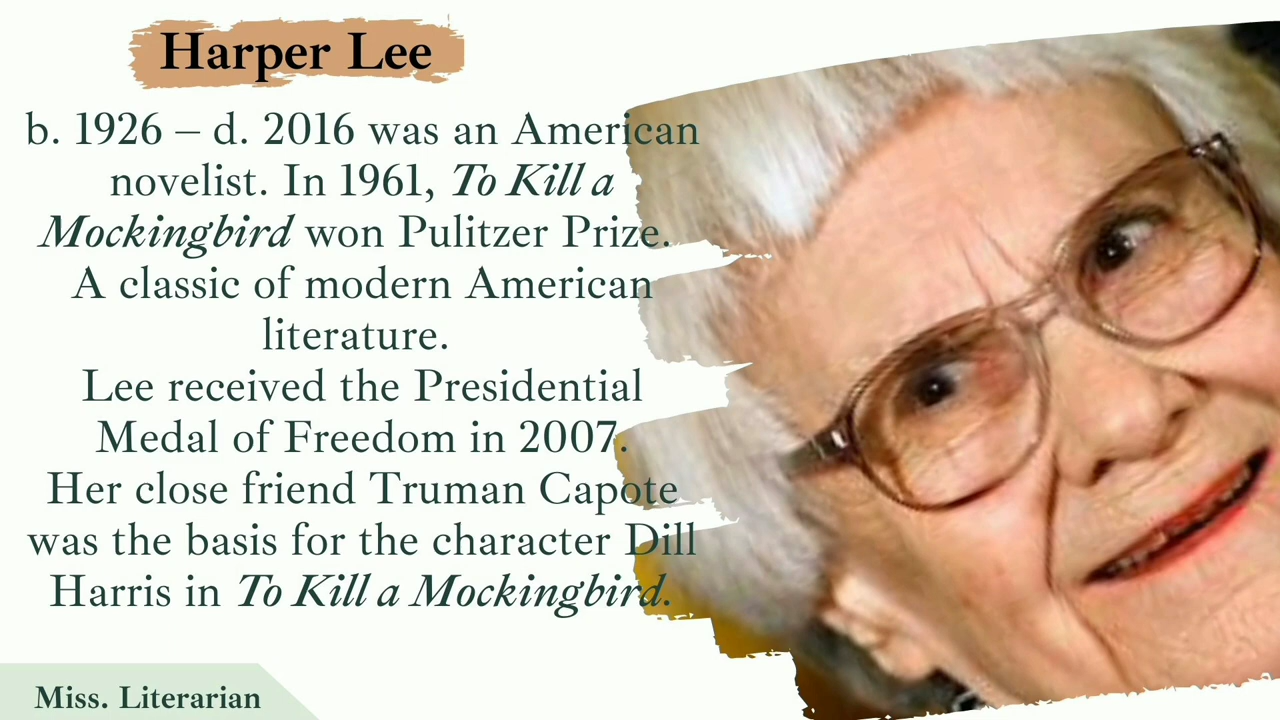 Harper Lee
b. 1926 – d. 2016 was an American
novelist. In 1961, To Kill a
Mockingbird won Pulitzer Prize.
A classic of modern American
literature.
Lee received the Presidential
Medal of Freedom in 2007.
Her close friend Truman Capote
was the basis for the character Dill
Harris in To Kill a Mockingbird.
Miss. Literarian